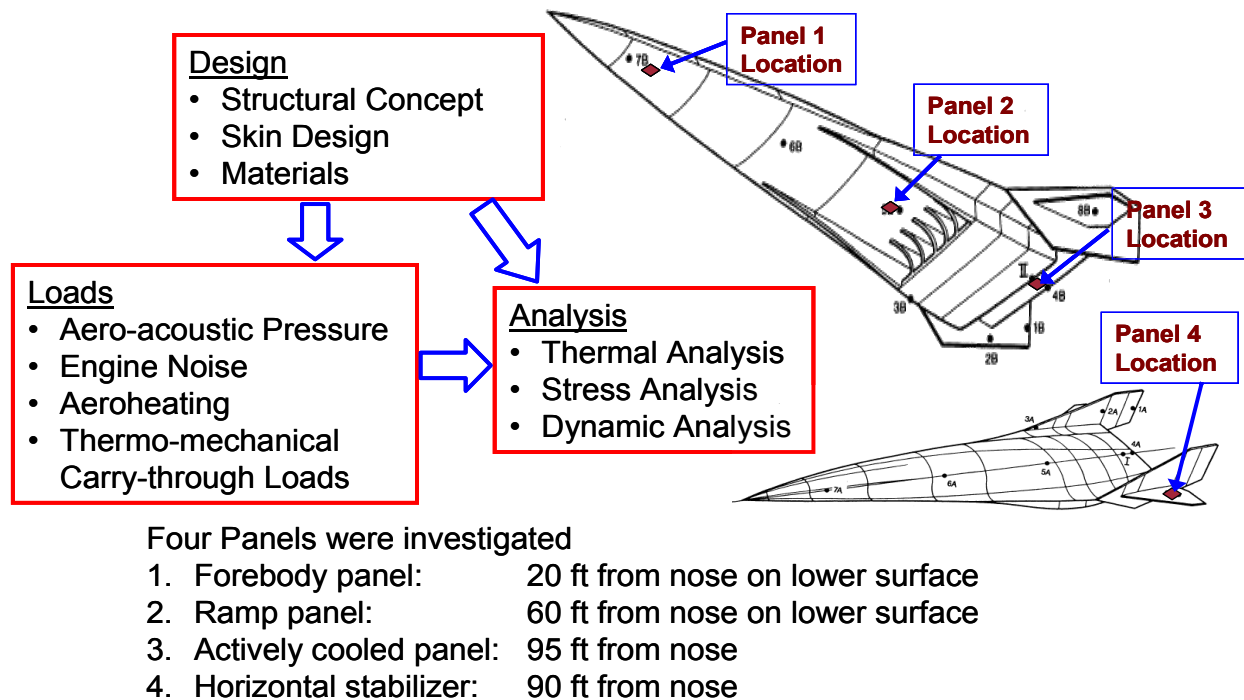 Design
• Structural Concept
• Skin Design
• Materials
Loads
• Aero-acoustic Pressure
• Engine Noise
• Aeroheating
• Thermo-mechanical
Carry-through Loads
Analysis
• Thermal Analysis
• Stress Analysis
• Dynamic Analysis
Panel 1
Location
Panel 2
Location
Panel 3
Location
Panel 4
Location
7B
6B
8B
II
4B
3B
1B
2B
3A
2A
1A
4A
I
5A
6A
7A
Four Panels were investigated
1. Forebody panel: 20 ft from nose on lower surface
2. Ramp panel: 60 ft from nose on lower surface
3. Actively cooled panel: 95 ft from nose
4. Horizontal stabilizer: 90 ft from nose